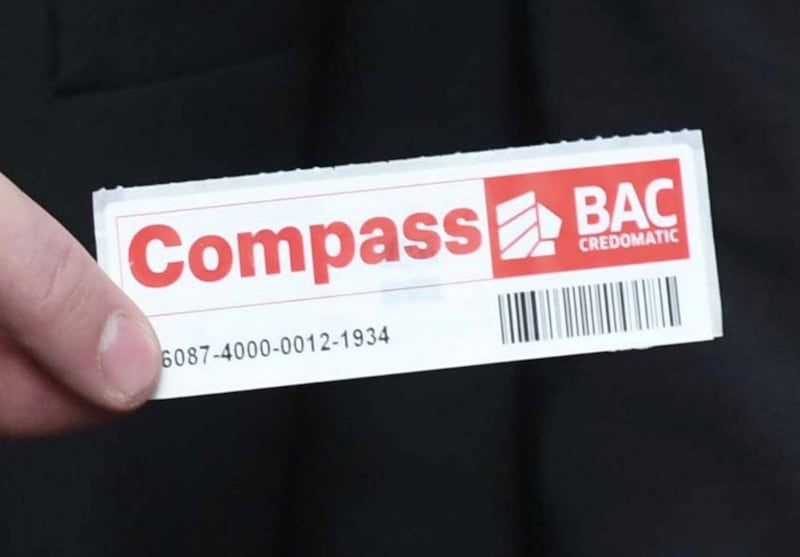 Compass
BAC
CREDOMATIC
6087-4000-0012-1934